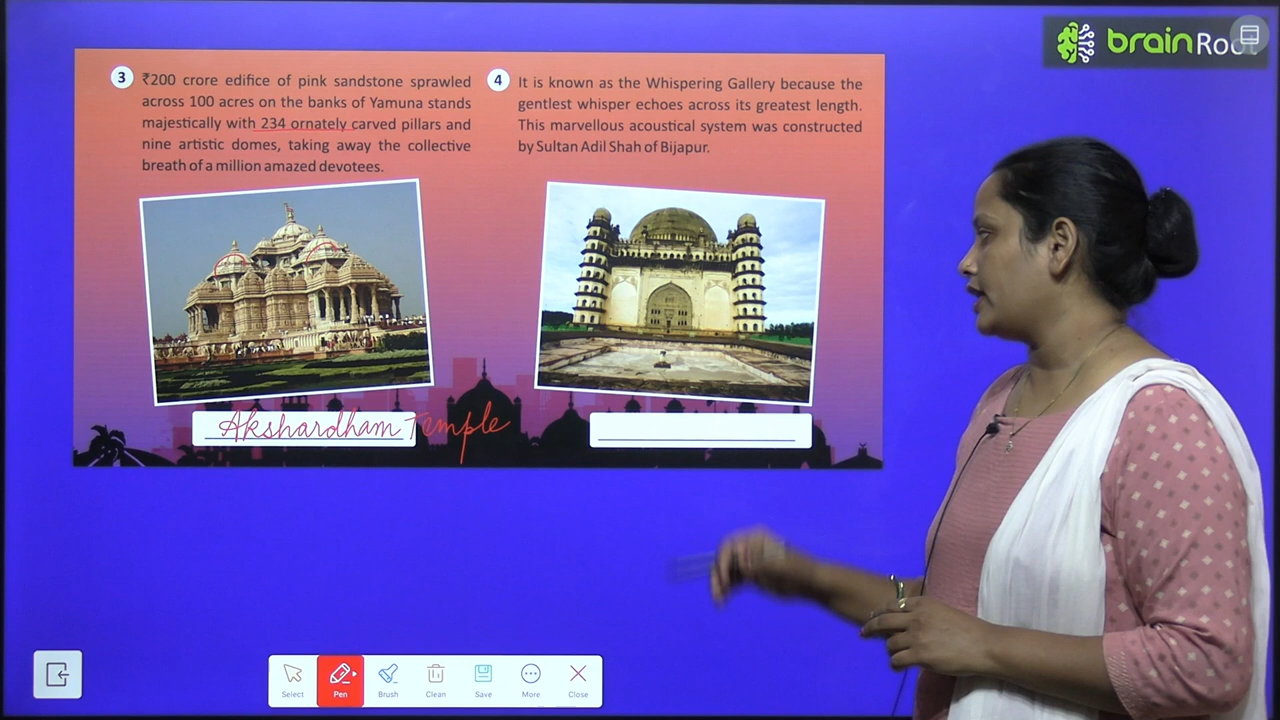 brainRoot
3
₹200 crore edifice of pink sandstone sprawled
across 100 acres on the banks of Yamuna stands
majestically with 234 ornately carved pillars and
nine artistic domes, taking away the collective
breath of a million amazed devotees.
Akshardham Temple
4
It is known as the Whispering Gallery because the
gentlest whisper echoes across its greatest length.
This marvellous acoustical system was constructed
by Sultan Adil Shah of Bijapur.
Select Pen Brush Clean Save More Close